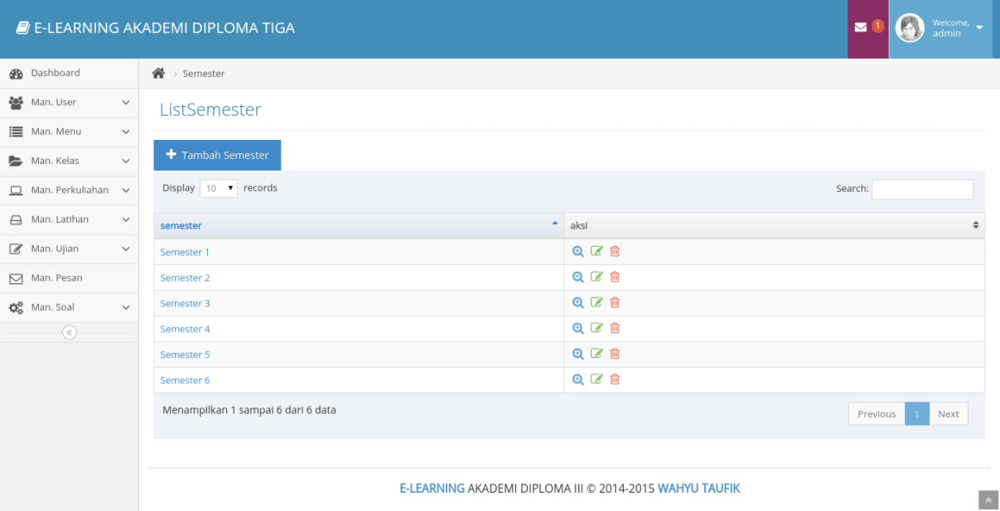 E-LEARNING AKADEMI DIPLOMA TIGA
1
Welcome,
admin
Dashboard
Man. User
Man. Menu
Man. Kelas
Man. Perkuliahan
Man. Latihan
Man. Ujian
Man. Pesan
Man. Soal
Semester
ListSemester
Tambah Semester
Display 10 records
Search:
semester aksi
Semester 1
Semester 2
Semester 3
Semester 4
Semester 5
Semester 6
Menampilkan 1 sampai 6 dari 6 data
Previous 1 Next
E-LEARNING AKADEMI DIPLOMA III © 2014-2015 WAHYU TAUFIK